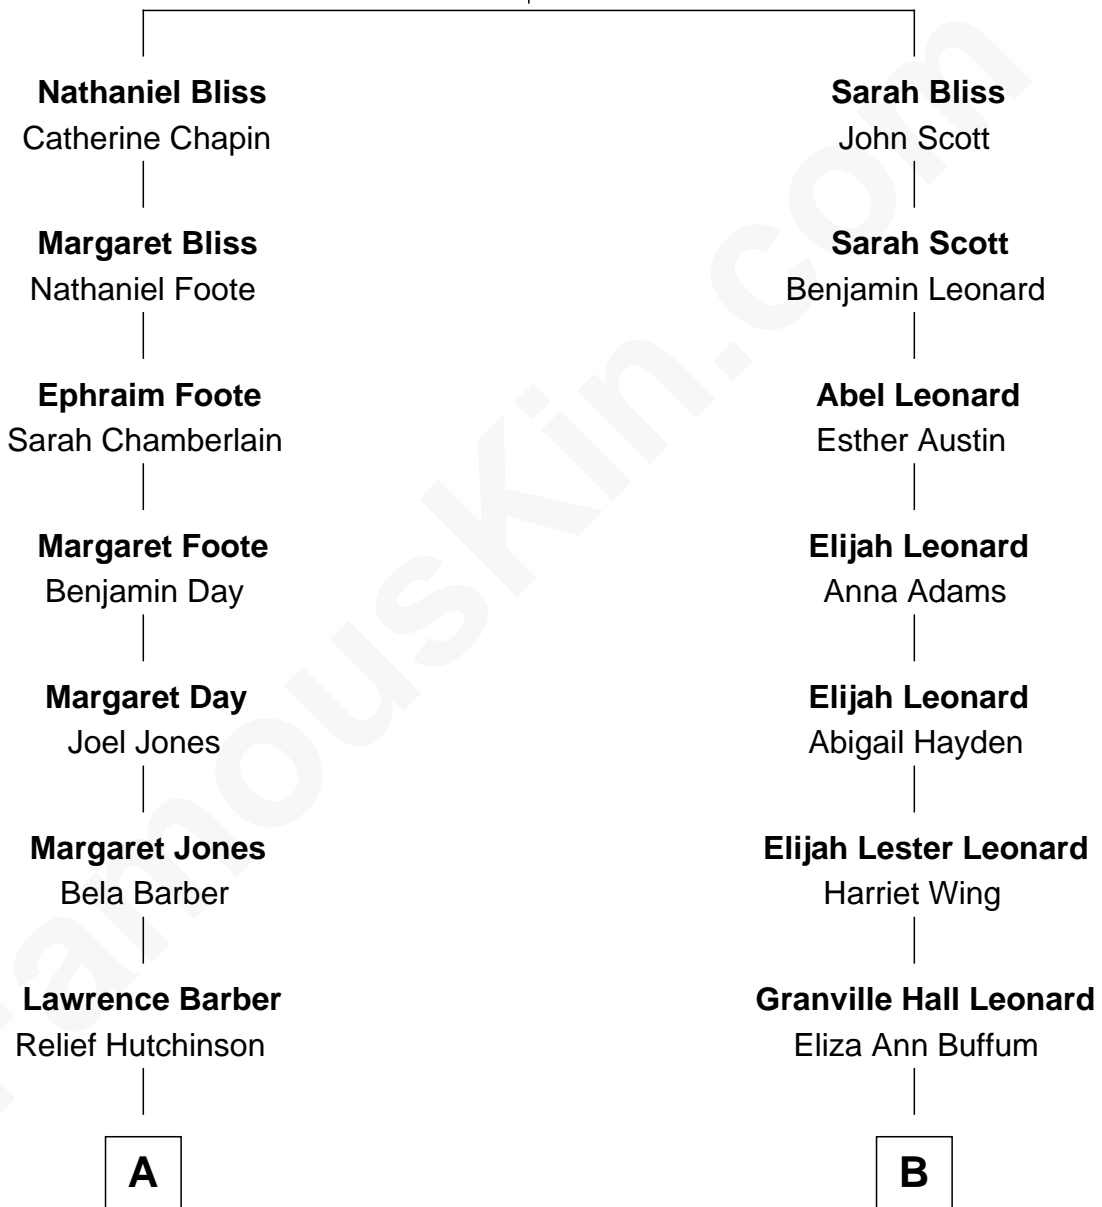 Nathaniel Bliss
Catherine Chapin
Sarah Bliss
John Scott
Margaret Bliss
Nathaniel Foote
Sarah Scott
Benjamin Leonard
Ephraim Foote
Sarah Chamberlain
Abel Leonard
Esther Austin
Margaret Foote
Benjamin Day
Elijah Leonard
Anna Adams
Margaret Day
Joel Jones
Elijah Leonard
Abigail Hayden
Margaret Jones
Bela Barber
Elijah Lester Leonard
Harriet Wing
Lawrence Barber
Relief Hutchinson
Granville Hall Leonard
Eliza Ann Buffum
A
B
FamousKin.com